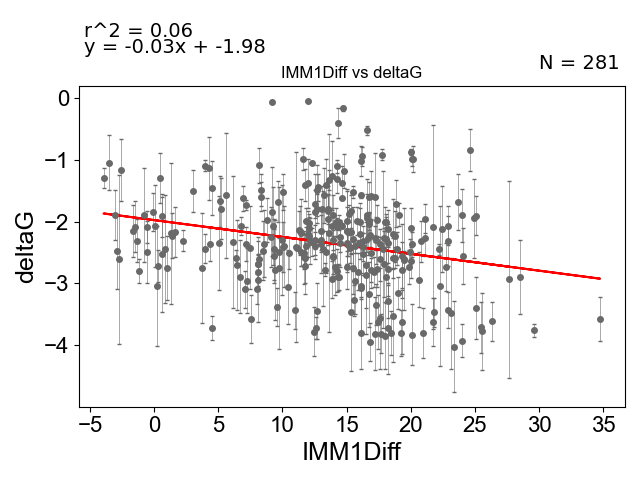 r^2 = 0.06
y = -0.03x + -1.98
N = 281
IMM1Diff vs deltaG
0
−1
−2
−3
−4
deltaG
−5 0 5 10 15 20 25 30 35
IMM1Diff